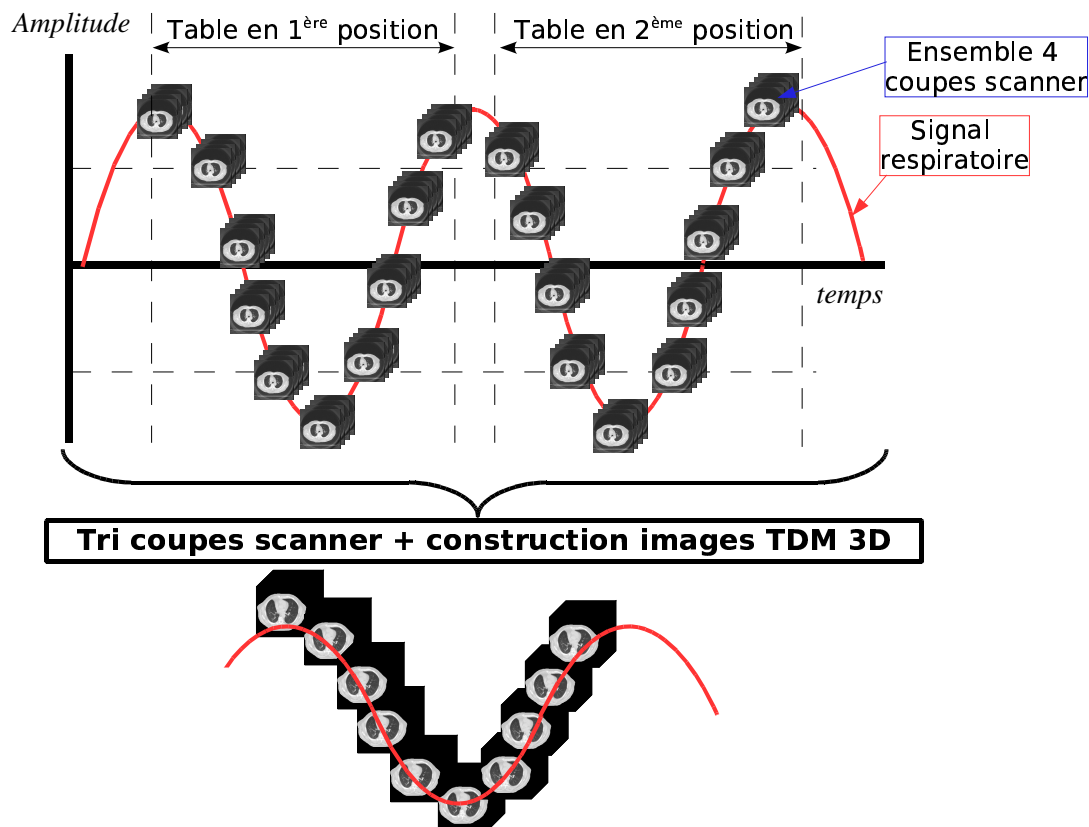 Amplitude
Table en 1ère position
Table en 2ème position
Ensemble 4
coupes scanner
Signal
respiratoire
temps
Tri coupes scanner + construction images TDM 3D